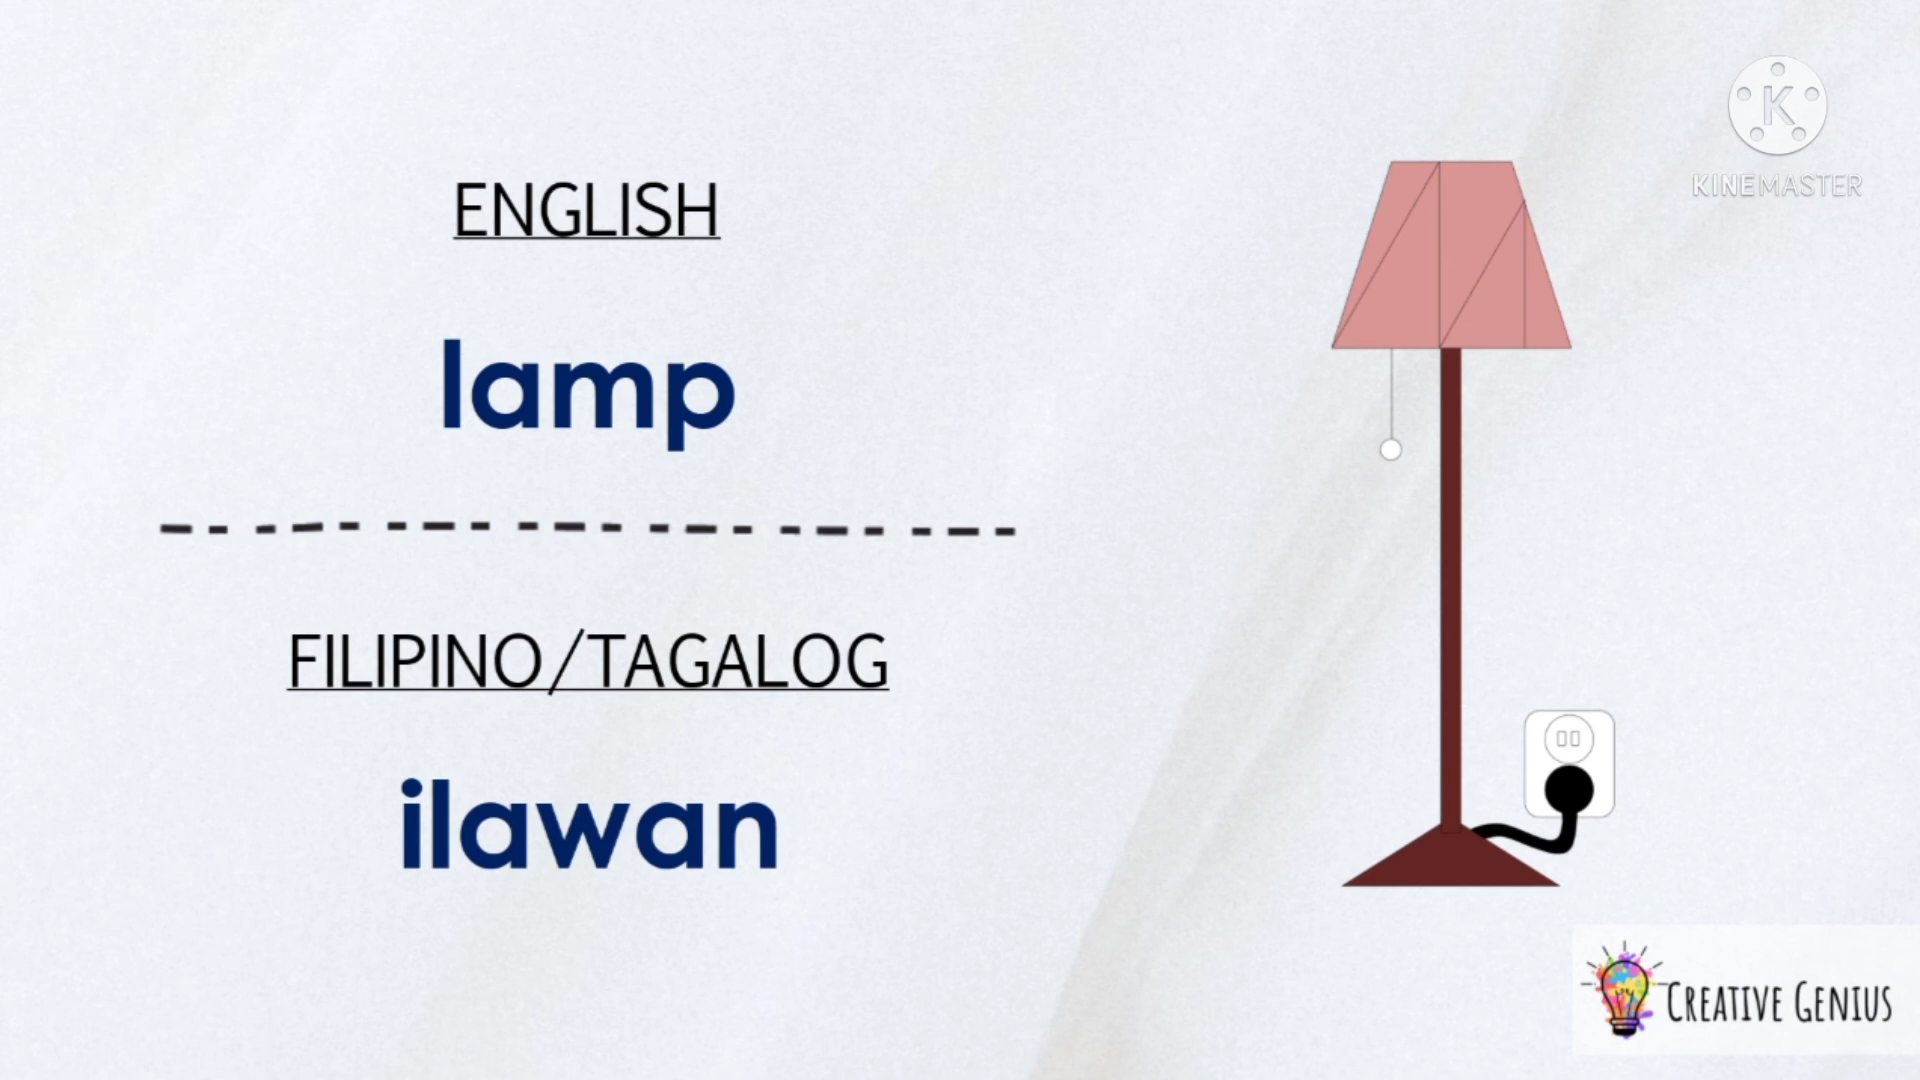 ENGLISH
lamp
FILIPINO/TAGALOG
ilawan
K
KINEMASTER
CREATIVE GENIUS